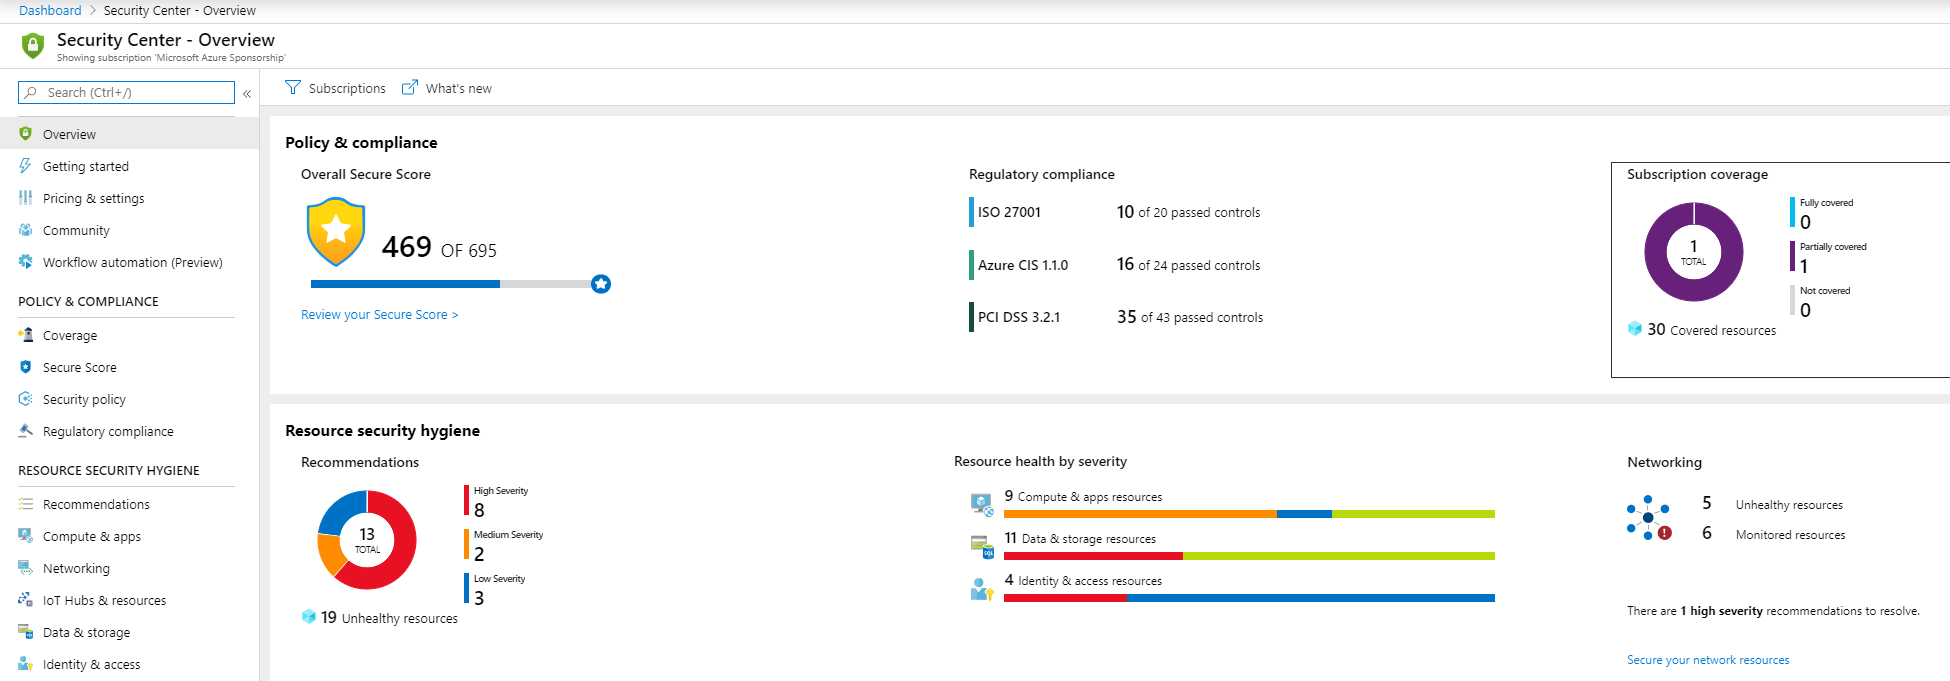 Dashboard > Security Center - Overview
Security Center - Overview
Showing subscription 'Microsoft Azure Sponsorship'
Search (Ctrl+/)
«
Overview
Getting started
Pricing & settings
Community
Workflow automation (Preview)
POLICY & COMPLIANCE
Coverage
Secure Score
Security policy
Regulatory compliance
RESOURCE SECURITY HYGIENE
Recommendations
Compute & apps
Networking
IoT Hubs & resources
Data & storage
Identity & access
Subscriptions What's new
Policy & compliance
Overall Secure Score
469 OF 695
Review your Secure Score >
Regulatory compliance
ISO 27001 10 of 20 passed controls
Azure CIS 1.1.0 16 of 24 passed controls
PCI DSS 3.2.1 35 of 43 passed controls
Subscription coverage
1
TOTAL
Fully covered
0
Partially covered
1
Not covered
0
30 Covered resources
Resource security hygiene
Recommendations
13
TOTAL
High Severity
8
Medium Severity
2
Low Severity
3
19 Unhealthy resources
Resource health by severity
9 Compute & apps resources
11 Data & storage resources
SQL
4 Identity & access resources
Networking
5 Unhealthy resources
6 Monitored resources
There are 1 high severity recommendations to resolve.
Secure your network resources